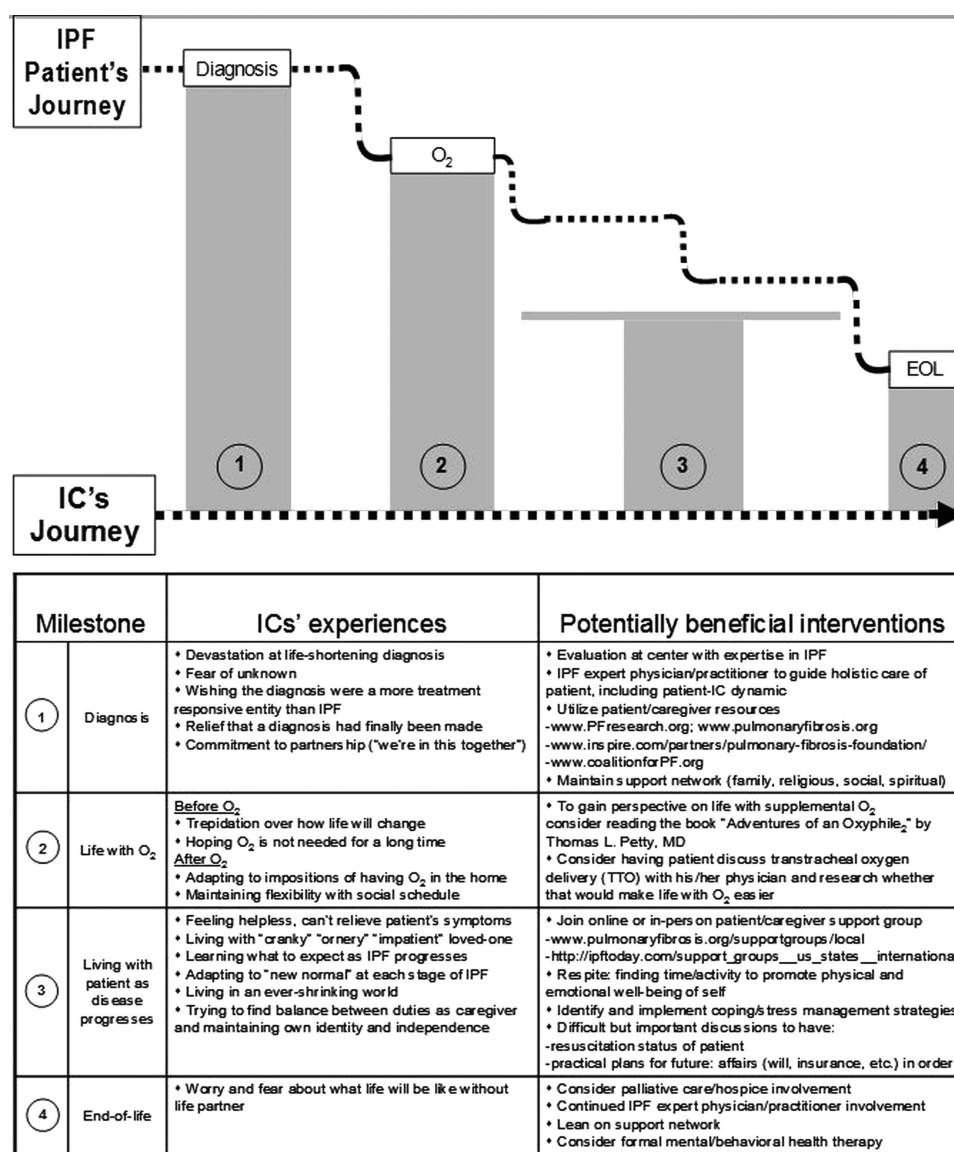 IPF
Patient's
Journey
Diagnosis
O₂
EOL
1
2
3
4
IC's
Journey
Milestone
ICs' experiences
Potentially beneficial interventions
1
Diagnosis
• Devastation at life-shortening diagnosis
• Fear of unknown
• Wishing the diagnosis were a more treatment
responsive entity than IPF
• Relief that a diagnosis had finally been made
• Commitment to partnership ("we're in this together")
• Evaluation at center with expertise in IPF
• IPF expert physician/practitioner to guide holistic care of
patient, including patient-IC dynamic
• Utilize patient/caregiver resources
-www.PFresearch.org; www.pulmonaryfibrosis.org
-www.inspire.com/partners/pulmonary-fibrosis-foundation/
-www.coalitionforPF.org
• Maintain support network (family, religious, social, spiritual)
2
Life with O₂
Before O₂
• Trepidation over how life will change
• Hoping O₂ is not needed for a long time
After O₂
• Adapting to impositions of having O₂ in the home
• Maintaining flexibility with social schedule
• To gain perspective on life with supplemental O₂
consider reading the book "Adventures of an Oxyphile₂" by
Thomas L. Petty, MD
• Consider having patient discuss transtracheal oxygen
delivery (TTO) with his/her physician and research whether
that would make life with O₂ easier
3
Living with
patient as
disease
progresses
• Feeling helpless, can't relieve patient's symptoms
• Living with "cranky" "ornery" "impatient" loved-one
• Learning what to expect as IPF progresses
• Adapting to "new normal" at each stage of IPF
• Living in an ever-shrinking world
• Trying to find balance between duties as caregiver
and maintaining own identity and independence
• Join online or in-person patient/caregiver support group
-www.pulmonaryfibrosis.org/supportgroups/local
-http://ipftoday.com/support_groups__us_states__internationa
• Respite: finding time/activity to promote physical and
emotional well-being of self
• Identify and implement coping/stress management strategies
• Difficult but important discussions to have:
-resuscitation status of patient
-practical plans for future: affairs (will, insurance, etc.) in order
4
End-of-life
• Worry and fear about what life will be like without
life partner
• Consider palliative care/hospice involvement
• Continued IPF expert physician/practitioner involvement
• Lean on support network
• Consider formal mental/behavioral health therapy